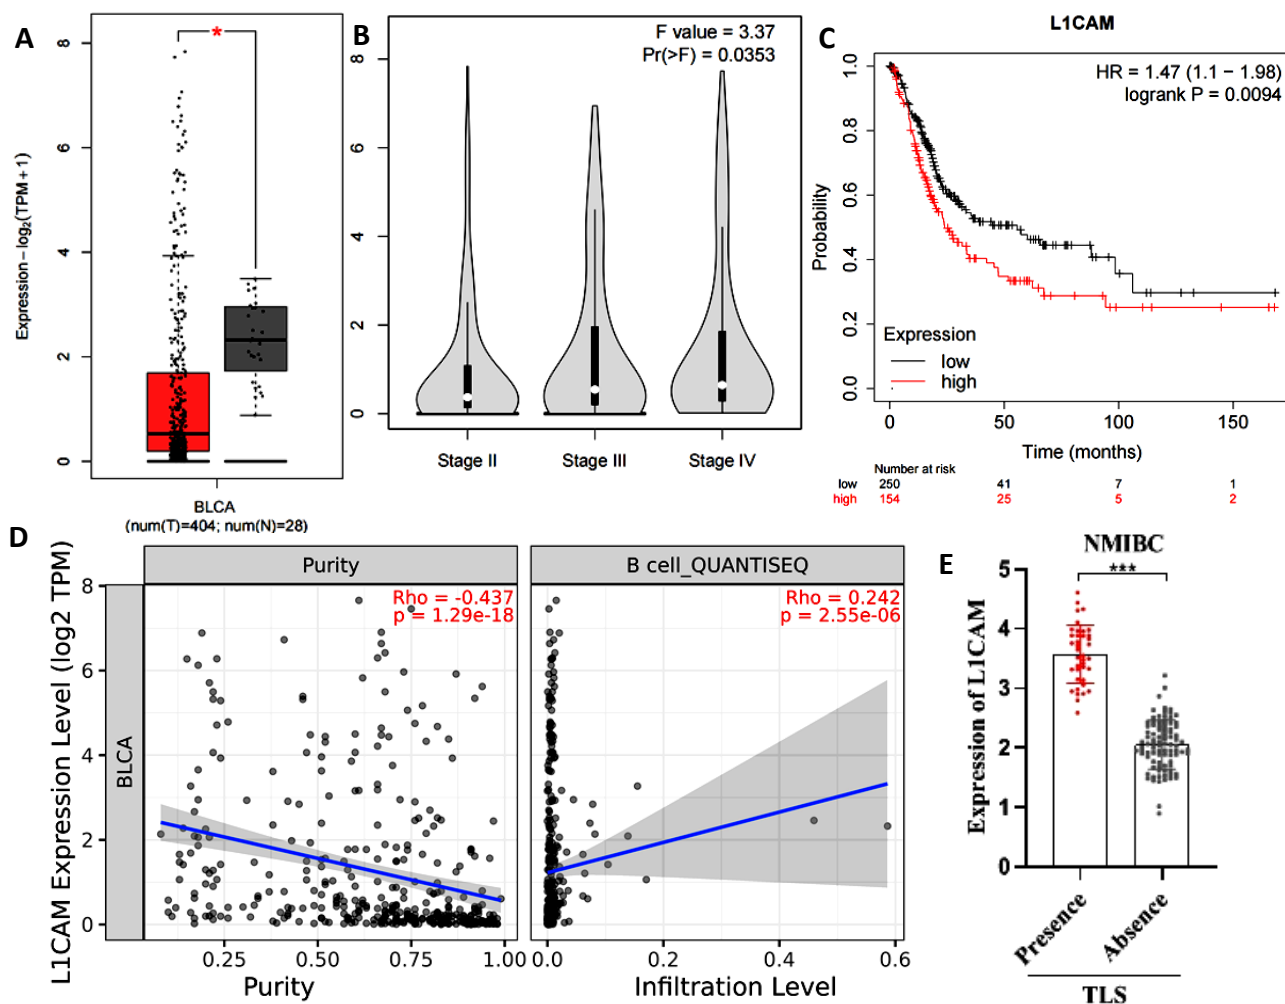 A
8
6
4
2
0
Expression − log₂(TPM + 1)
*
BLCA
(num(T)=404; num(N)=28)
B
8
6
4
2
0
F value = 3.37
Pr(>F) = 0.0353
Stage II
Stage III
Stage IV
C
L1CAM
HR = 1.47 (1.1 − 1.98)
logrank P = 0.0094
Probability
1.0
0.8
0.6
0.4
0.2
0.0
Expression
low
high
0
50
100
150
Time (months)
Number at risk
low 250 41 7 1
high 154 25 5 2
D
L1CAM Expression Level (log2 TPM)
BLCA
Purity
Rho = -0.437
p = 1.29e-18
8
6
4
2
0
0.25
0.50
0.75
1.00
Purity
B cell_QUANTISEQ
Rho = 0.242
p = 2.55e-06
0.0
0.2
0.4
0.6
Infiltration Level
E
NMIBC
***
Expression of L1CAM
5
4
3
2
1
0
Presence
Absence
TLS